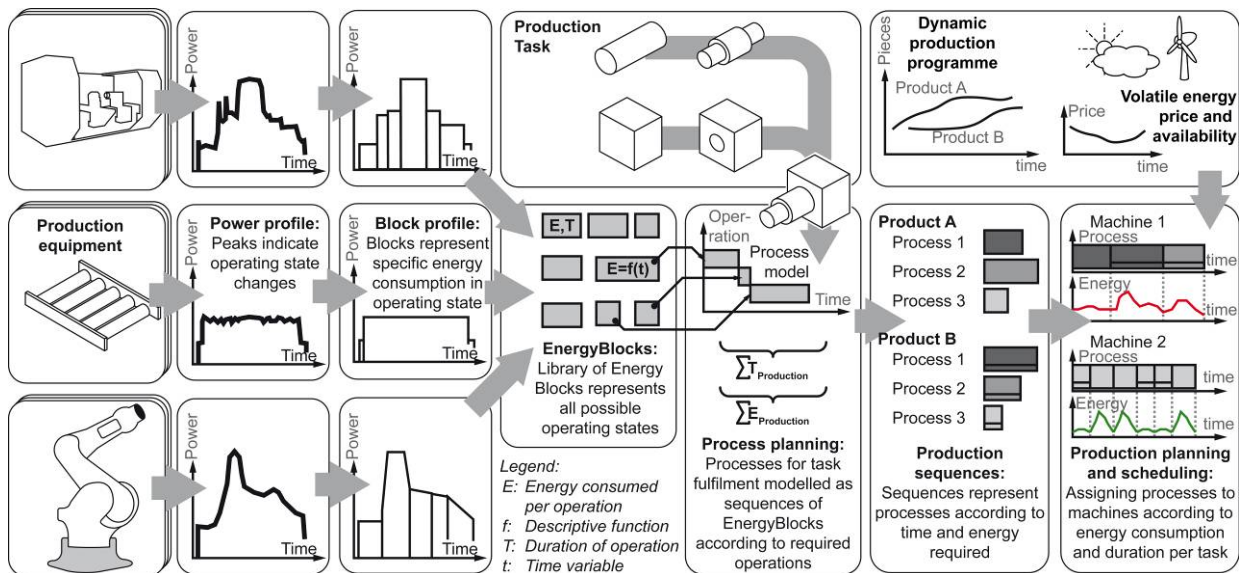 Power
Time
Power
Time
Production
Task
Pieces
Dynamic
production
programme
Product A
Product B
time
Price
time
Volatile energy
price and
availability
Production
equipment
Power profile:
Peaks indicate
operating state
changes
Power
Time
Block profile:
Blocks represent
specific energy
consumption in
operating state
Power
Time
E,T
E=f(t)
EnergyBlocks:
Library of Energy
Blocks represents
all possible
operating states
Oper-
ration
Process
model
Time
∑T Production
∑E Production
Process planning:
Processes for task
fulfilment modelled as
sequences of
EnergyBlocks
according to required
operations
Product A
Process 1
Process 2
Process 3
Product B
Process 1
Process 2
Process 3
Production
sequences:
Sequences represent
processes according to
time and energy
required
Machine 1
Process
time
Energy
time
Machine 2
Process
time
Energy
time
Production planning
and scheduling:
Assigning processes to
machines according to
energy consumption
and duration per task
Power
Time
Power
Time
Legend:
E: Energy consumed
per operation
f: Descriptive function
T: Duration of operation
t: Time variable